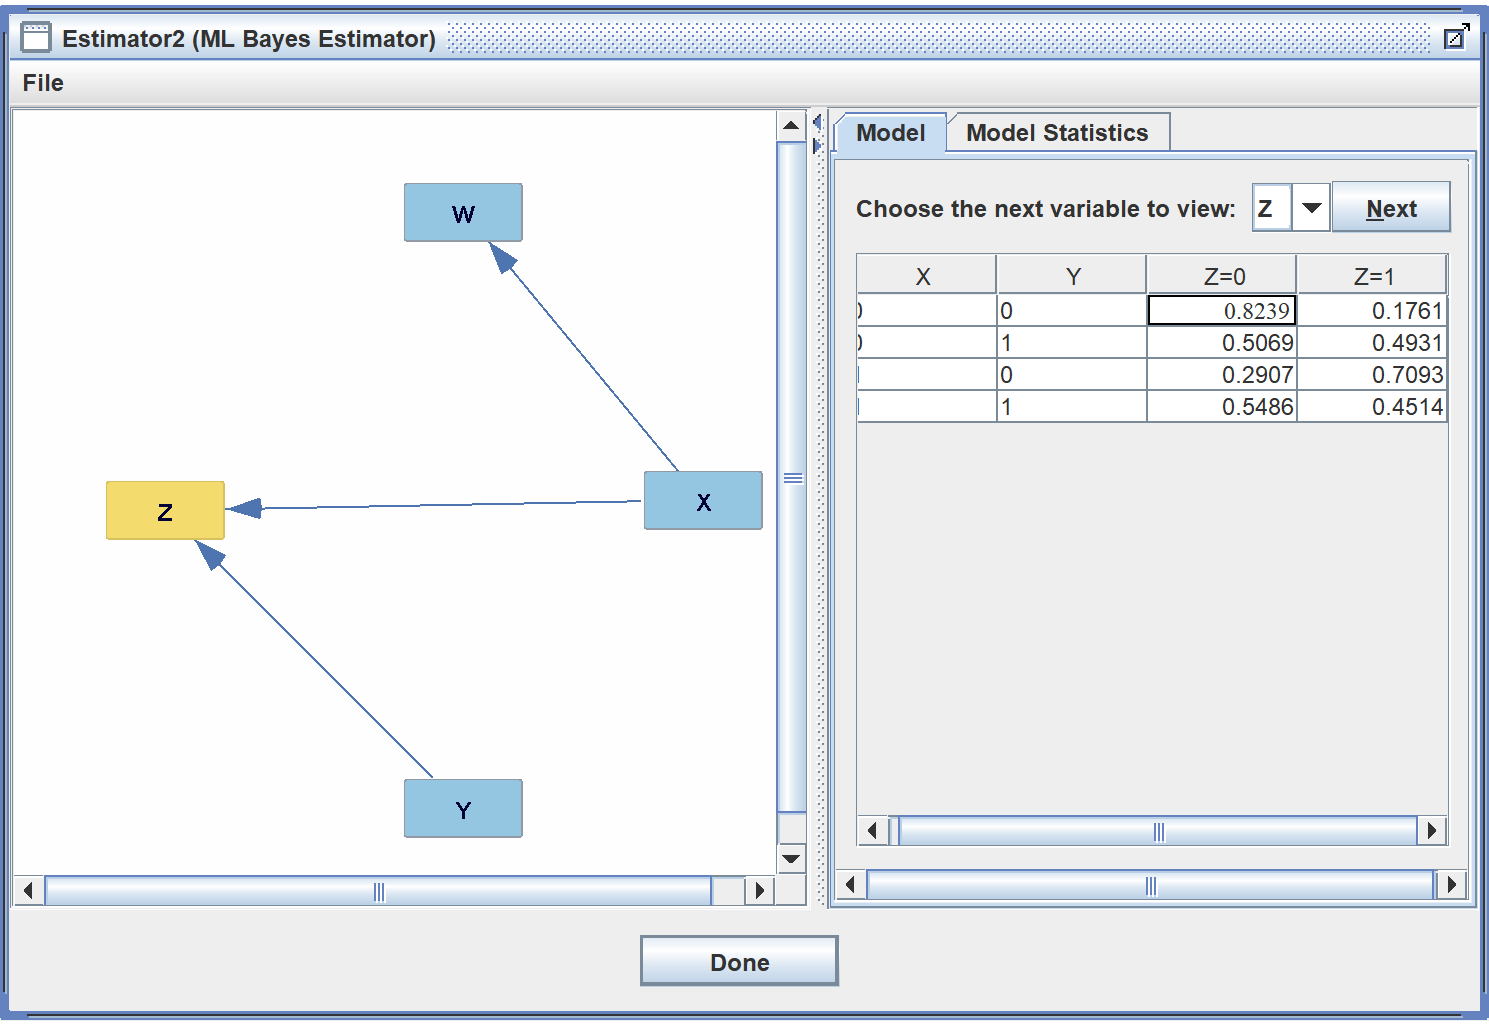 Estimator2 (ML Bayes Estimator)
File
W
Z
X
Y
Model Model Statistics
Choose the next variable to view: Z Next
X Y Z=0 Z=1
0 0.8239 0.1761
1 0.5069 0.4931
0 0.2907 0.7093
1 0.5486 0.4514
Done